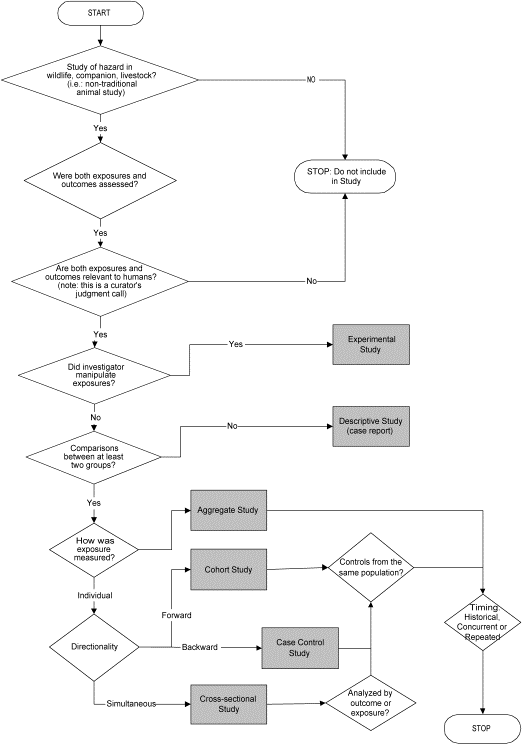 START
Study of hazard in
wildlife, companion, livestock?
(i.e.: non-traditional
animal study)
NO
Yes
Were both exposures and
outcomes assessed?
STOP: Do not include
in Study
Yes
Are both exposures and
outcomes relevant to humans?
(note: this is a curator's
judgment call)
No
Yes
Experimental
Study
Yes
Did investigator
manipulate
exposures?
No
Descriptive Study
(case report)
No
Comparisons
between at least
two groups?
Yes
Aggregate Study
How was
exposure
measured?
Cohort Study
Controls from the
same population?
Individual
Forward
Timing:
Historical,
Concurrent or
Repeated
Directionality
Backward
Case Control
Study
Simultaneous
Cross-sectional
Study
Analyzed by
outcome or
exposure?
STOP